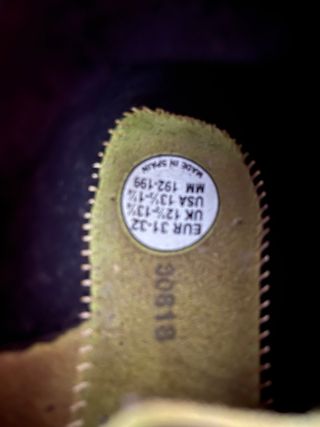 EUR 31-32
UK 12½-13½
USA 13½-1½
MM 192-199
MADE IN SPAIN
30818